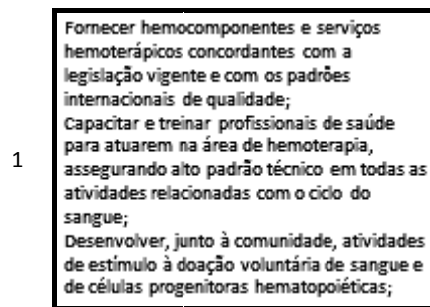 Fornecer hemocomponentes e serviços
hemoterápicos concordantes com a
legislação vigente e com os padrões
internacionais de qualidade;
Capacitar e treinar profissionais de saúde
para atuarem na área de hemoterapia,
1
assegurando alto padrão técnico em todas as
atividades relacionadas com o ciclo do
sangue;
Desenvolver, junto à comunidade, atividades
de estímulo à doação voluntária de sangue e
de células progenitoras hematopoiéticas;